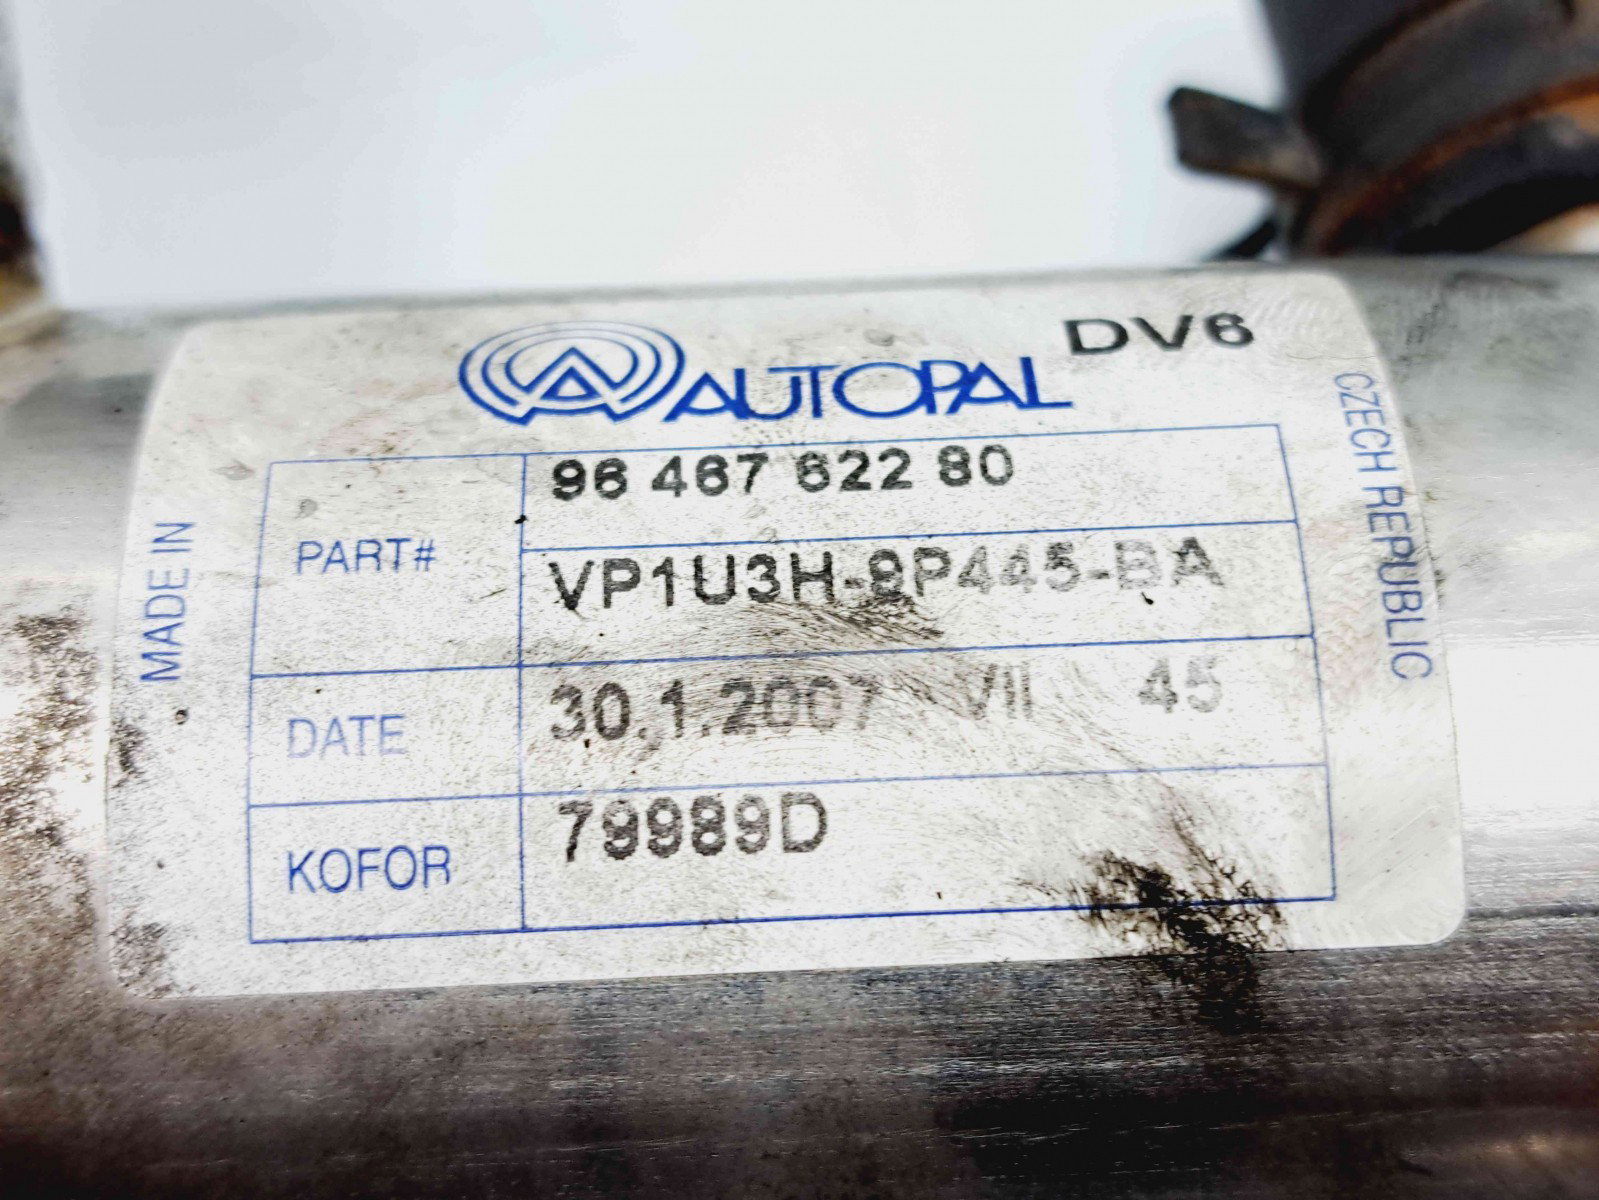 AUTOPAL DV6
MADE IN
CZECH REPUBLIC
PART#
96 467 622 80
VP1U3H-9P445-BA
DATE
30.1.2007 VII 45
KOFOR
79989D